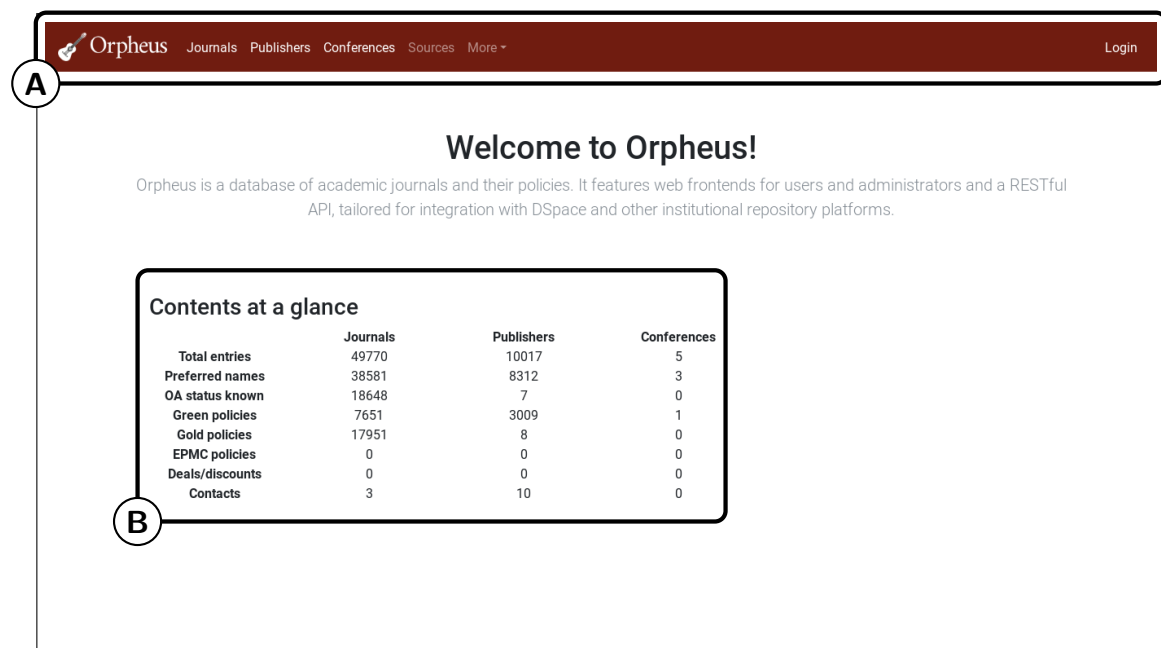 Orpheus Journals Publishers Conferences Sources More Login
A
Welcome to Orpheus!
Orpheus is a database of academic journals and their policies. It features web frontends for users and administrators and a RESTful
API, tailored for integration with DSpace and other institutional repository platforms.
Contents at a glance
Journals Publishers Conferences
Total entries 49770 10017 5
Preferred names 38581 8312 3
OA status known 18648 7 0
Green policies 7651 3009 1
Gold policies 17951 8 0
EPMC policies 0 0 0
Deals/discounts 0 0 0
Contacts 3 10 0
B